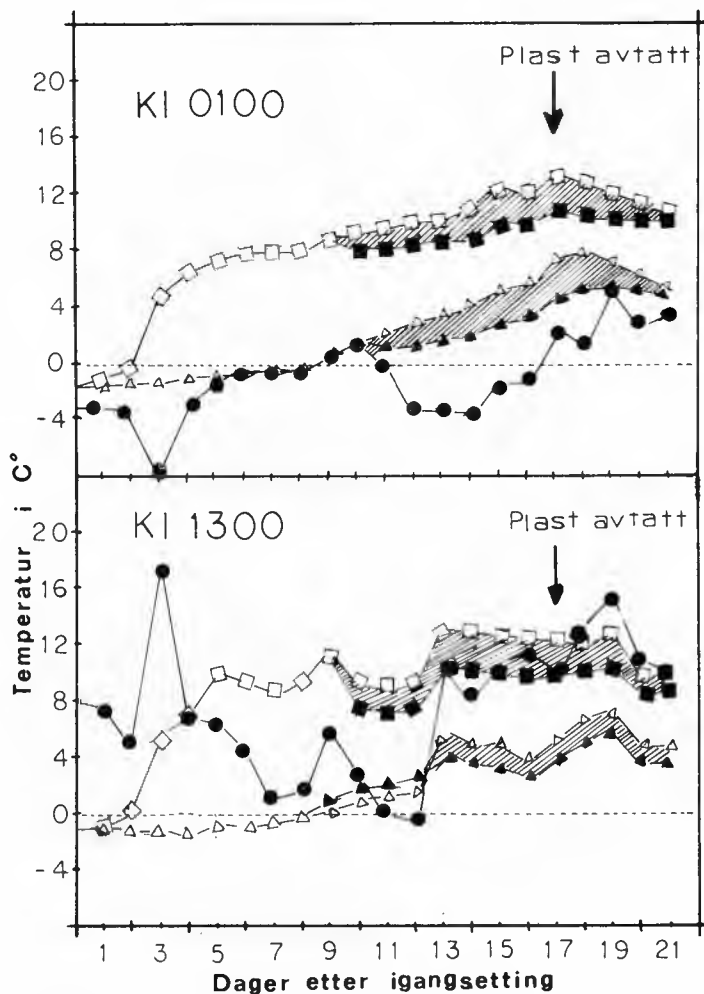 Plast avtatt
Kl 0100
20
16
12
8
4
0
-4
Kl 1300
Plast avtatt
20
16
12
8
4
0
-4
Temperatur i C°
1 3 5 7 9 11 13 15 17 19 21
Dager etter igangsetting